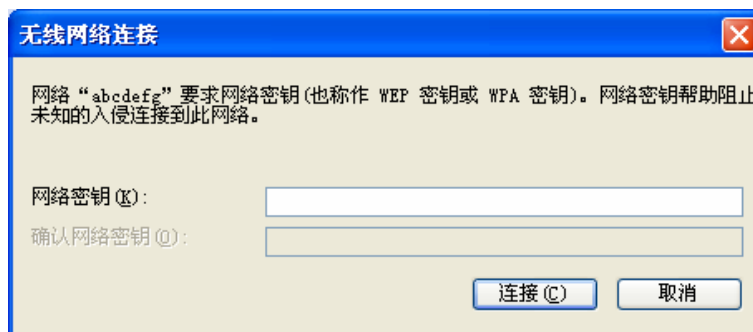 无线网络连接
网络“abcdefg”要求网络密钥(也称作 WEP 密钥或 WPA 密钥)。网络密钥帮助阻止
未知的入侵连接到此网络。
网络密钥(K):
确认网络密钥(O):
连接(C)
取消